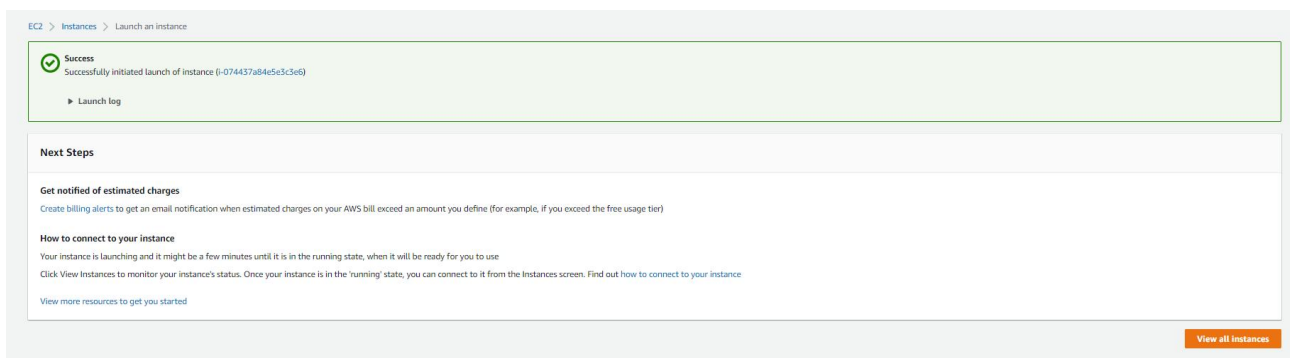 EC2 > Instances > Launch an instance
Success
Successfully initiated launch of instance (i-074437a84e5e3c3e6)
Launch log
Next Steps
Get notified of estimated charges
Create billing alerts to get an email notification when estimated charges on your AWS bill exceed an amount you define (for example, if you exceed the free usage tier)
How to connect to your instance
Your instance is launching and it might be a few minutes until it is in the running state, when it will be ready for you to use
Click View Instances to monitor your instance's status. Once your instance is in the 'running' state, you can connect to it from the Instances screen. Find out how to connect to your instance
View more resources to get you started
View all instances